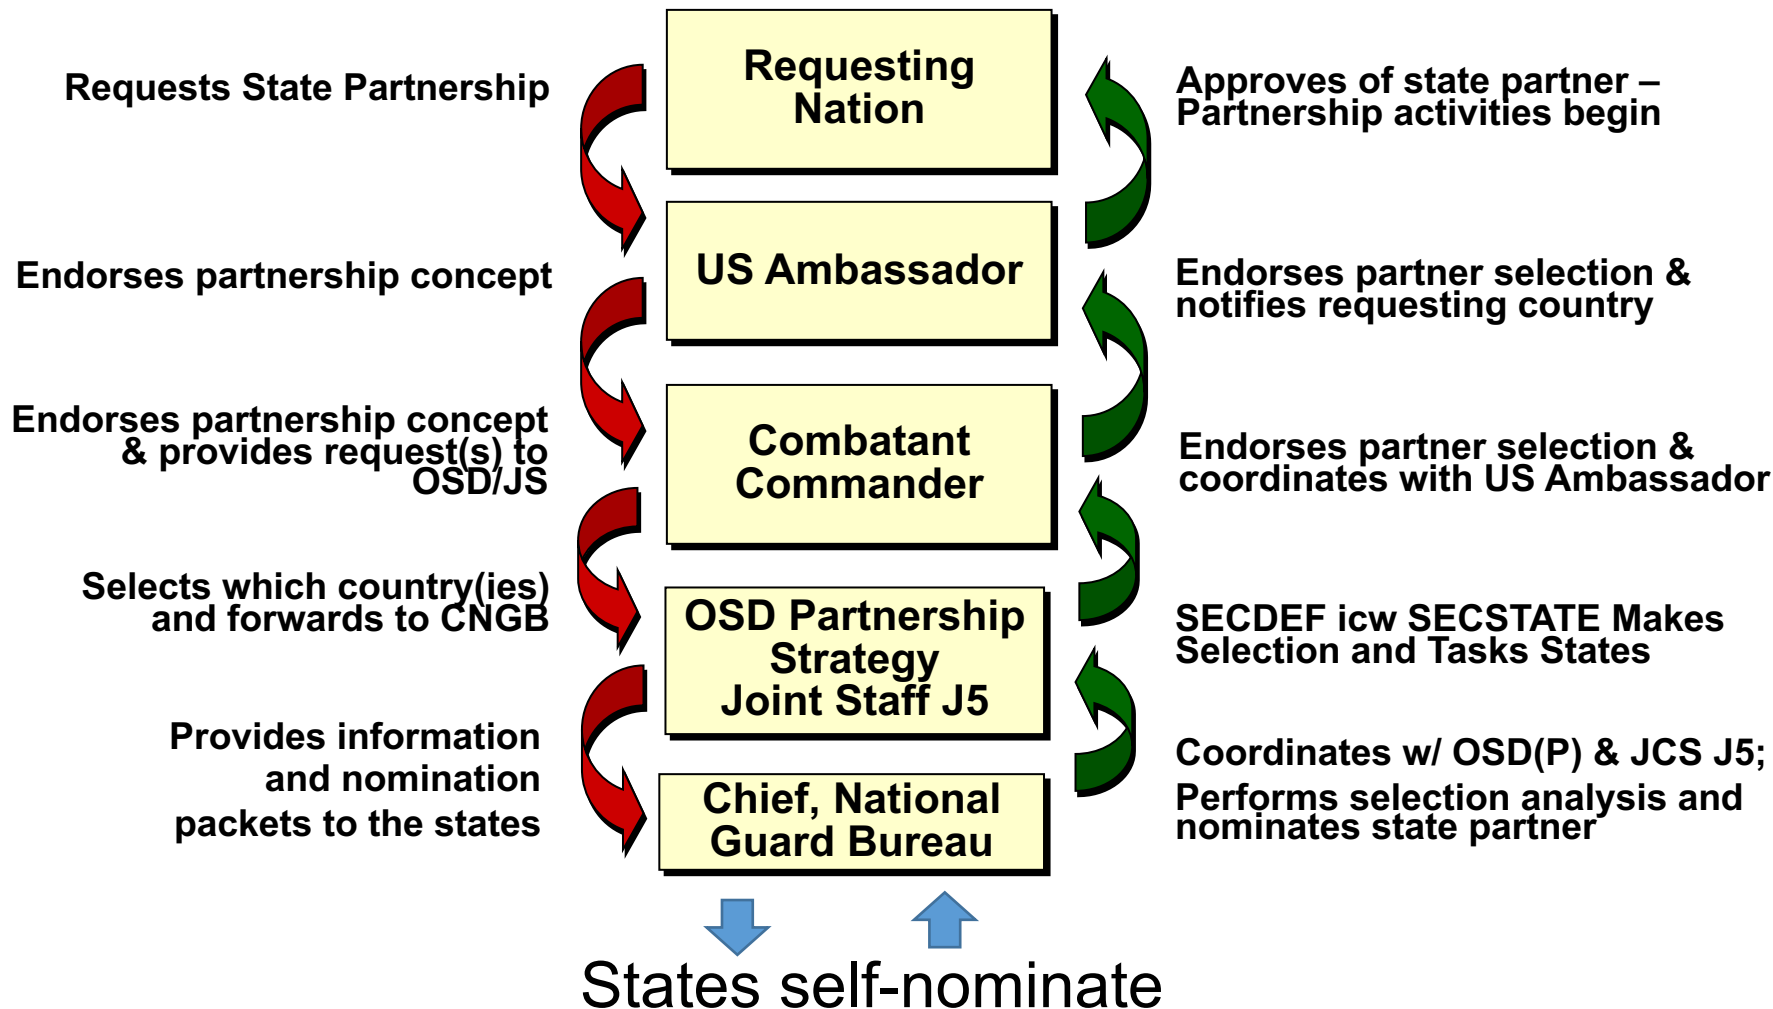 Requests State Partnership
Requesting
Nation
Approves of state partner –
Partnership activities begin
Endorses partnership concept
US Ambassador
Endorses partner selection &
notifies requesting country
Endorses partnership concept
& provides request(s) to
OSD/JS
Combatant
Commander
Endorses partner selection &
coordinates with US Ambassador
Selects which country(ies)
and forwards to CNGB
OSD Partnership
Strategy
Joint Staff J5
SECDEF icw SECSTATE Makes
Selection and Tasks States
Provides information
and nomination
packets to the states
Chief, National
Guard Bureau
Coordinates w/ OSD(P) & JCS J5;
Performs selection analysis and
nominates state partner
States self-nominate